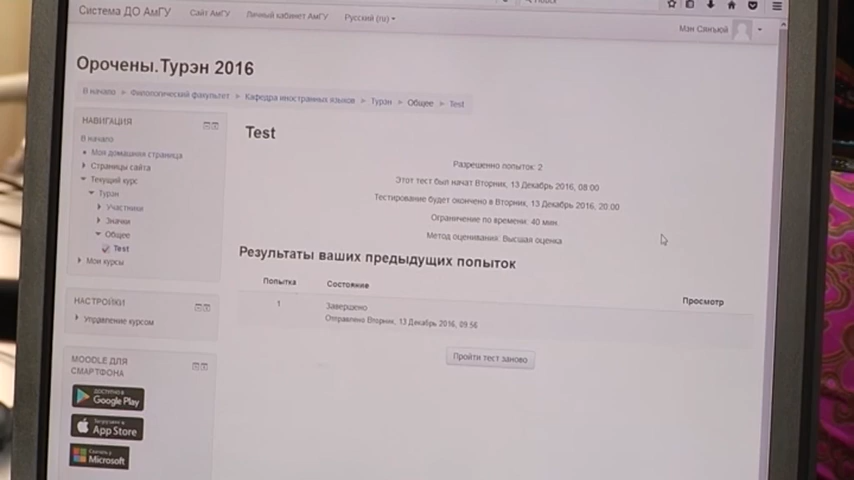 Система ДО АмГУ Сайт АмГУ Личный кабинет АмГУ Русский (ru)
Мэн Сянъюй
Орочены.Турэн 2016
В начало Филологический факультет Кафедра иностранных языков Турэн Общее Test
НАВИГАЦИЯ
В начало
Моя домашняя страница
Страницы сайта
Текущий курс
Турэн
Участники
Значки
Общее
Test
Мои курсы
НАСТРОЙКИ
Управление курсом
MOODLE ДЛЯ
СМАРТФОНА
ДОСТУПНО В
Google Play
Загрузите в
App Store
Скачать с
Microsoft
Test
Разрешено попыток: 2
Этот тест был начат Вторник, 13 Декабрь 2016, 08:00
Тестирование будет окончено в Вторник, 13 Декабрь 2016, 20:00
Ограничение по времени: 40 мин.
Метод оценивания: Высшая оценка
Результаты ваших предыдущих попыток
Попытка Состояние Просмотр
1 Завершено
Отправлено Вторник, 13 Декабрь 2016, 09:56
Пройти тест заново